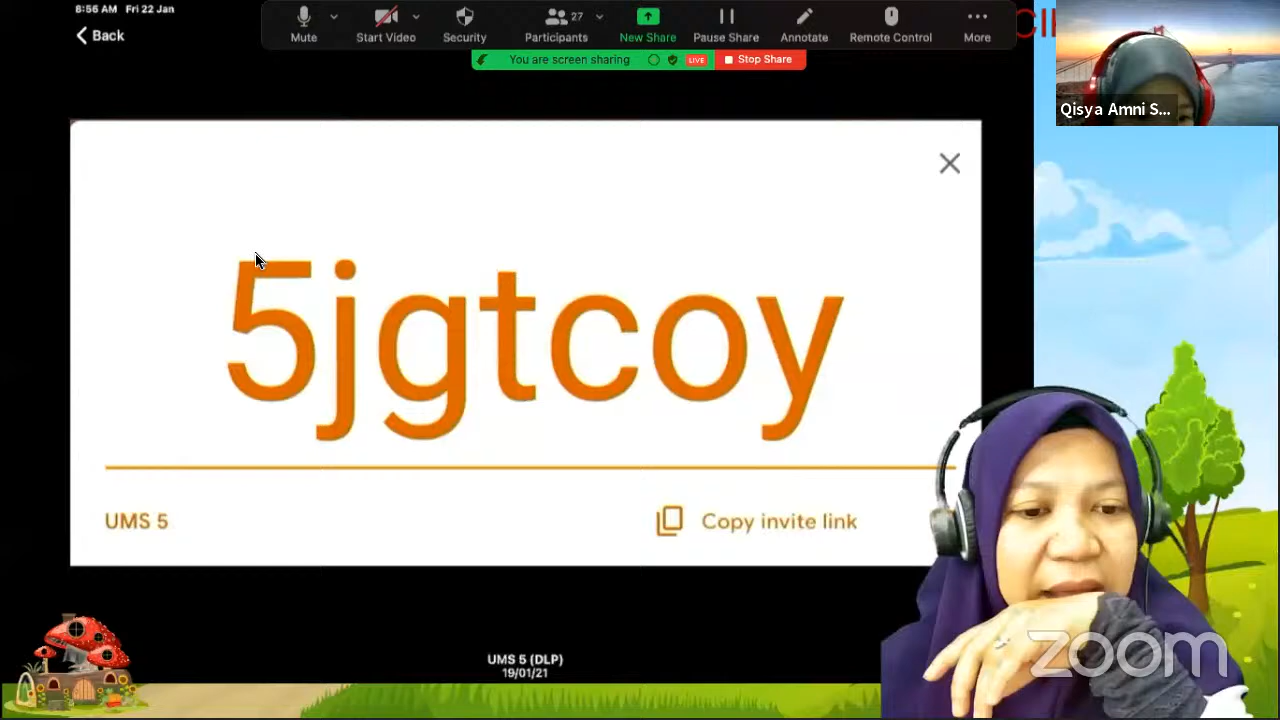 8:56 AM Fri 22 Jan
Back
Mute
Start Video
Security
27
Participants
New Share
Pause Share
Annotate
Remote Control
More
You are screen sharing
LIVE
Stop Share
Qisya Amni S...
5jgtcoy
UMS 5
Copy invite link
UMS 5 (DLP)
19/01/21
zoom